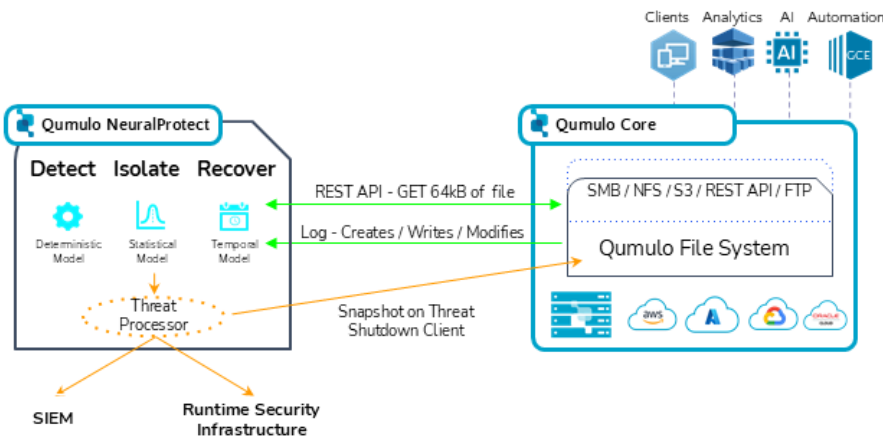 Clients Analytics AI Automation
AI
GCE
Qumulo NeuralProtect
Qumulo Core
Detect Isolate Recover
REST API - GET 64kB of file
SMB / NFS / S3 / REST API / FTP
Log - Creates / Writes / Modifies
Deterministic
Model
Statistical
Model
Temporal
Model
Qumulo File System
Threat
Processor
Snapshot on Threat
Shutdown Client
aws
ORACLE
CLOUD
SIEM
Runtime Security
Infrastructure